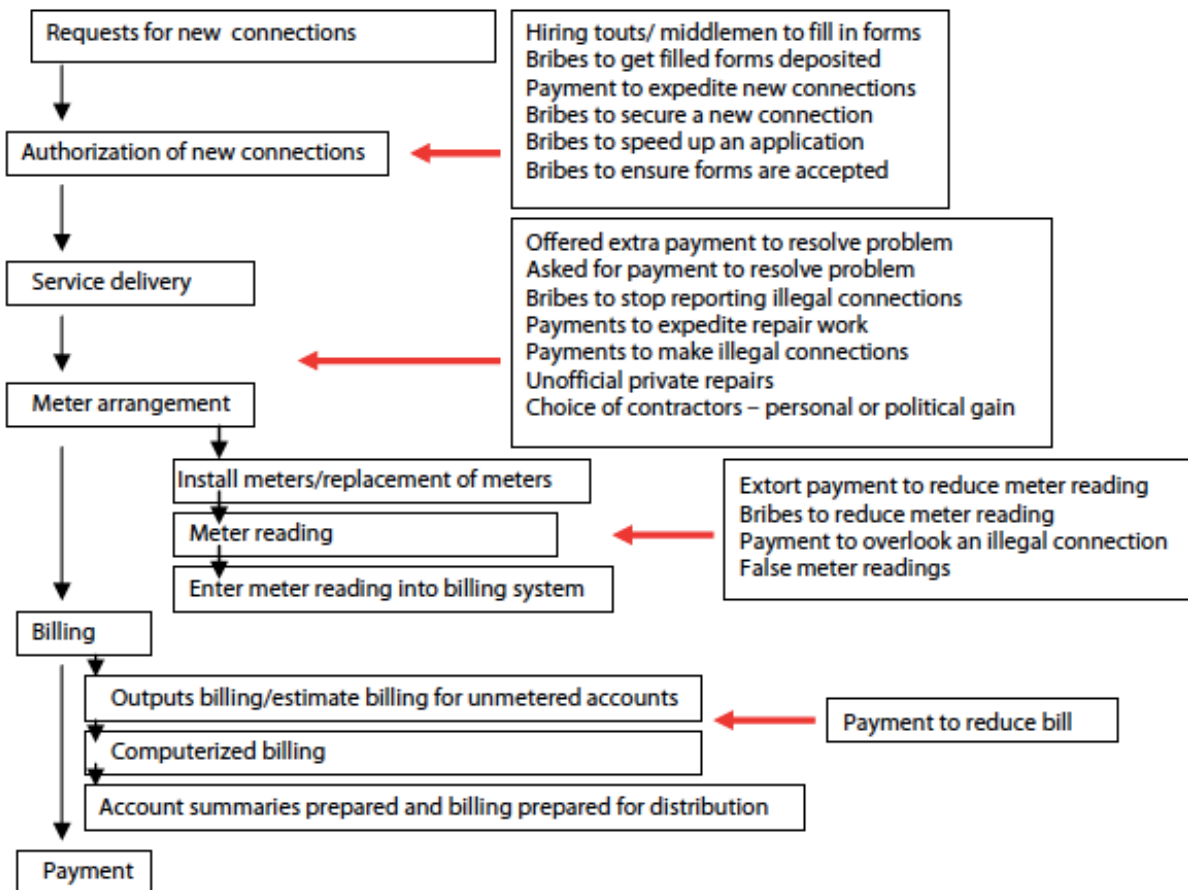 Requests for new connections
Hiring touts/ middlemen to fill in forms
Bribes to get filled forms deposited
Payment to expedite new connections
Bribes to secure a new connection
Bribes to speed up an application
Bribes to ensure forms are accepted
Authorization of new connections
Service delivery
Offered extra payment to resolve problem
Asked for payment to resolve problem
Bribes to stop reporting illegal connections
Payments to expedite repair work
Payments to make illegal connections
Unofficial private repairs
Choice of contractors – personal or political gain
Meter arrangement
Install meters/replacement of meters
Meter reading
Enter meter reading into billing system
Extort payment to reduce meter reading
Bribes to reduce meter reading
Payment to overlook an illegal connection
False meter readings
Billing
Outputs billing/estimate billing for unmetered accounts
Computerized billing
Account summaries prepared and billing prepared for distribution
Payment to reduce bill
Payment